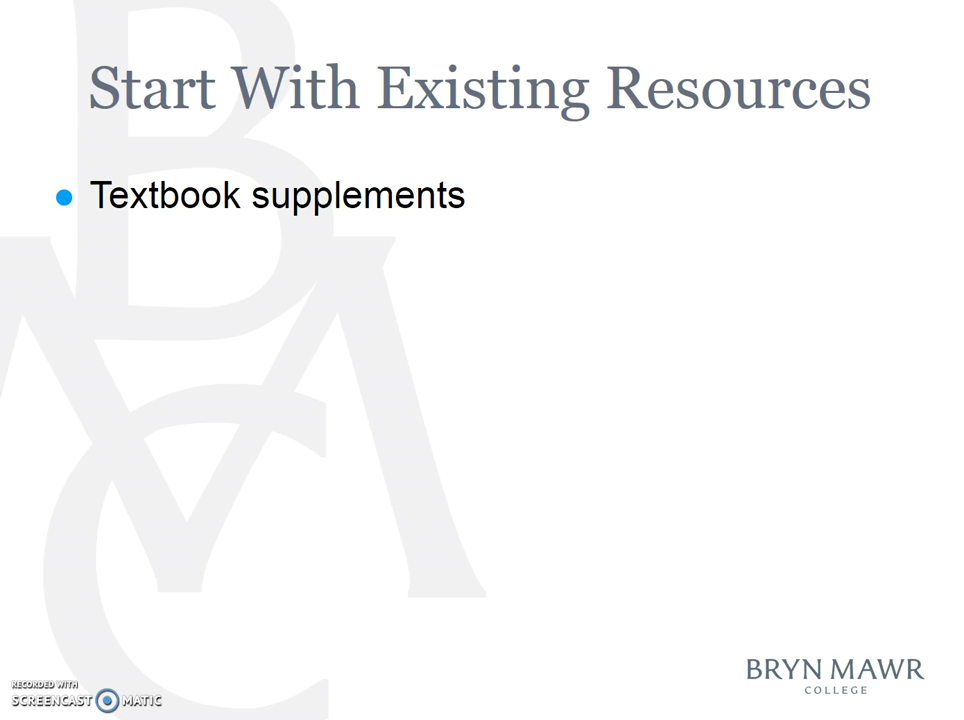 Start With Existing Resources
● Textbook supplements
BRYN MAWR
COLLEGE
RECORDED WITH
SCREENCAST MATIC